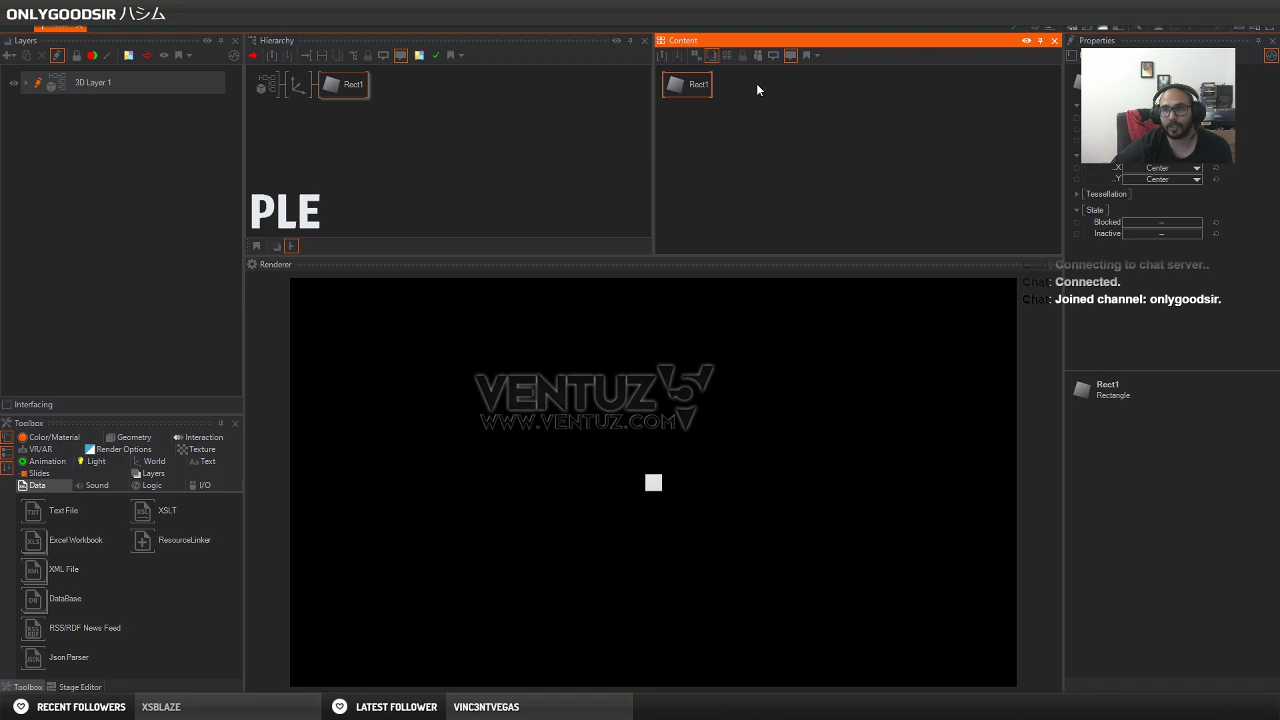 ONLYGOODSIR ハシム
Layers
Hierarchy
Content
Properties
3D Layer 1
Rect1
Rect1
X Center
Y Center
Tessellation
State
Blocked --
Inactive --
PLE
Renderer
Connecting to chat server..
Chat: Connected.
Chat: Joined channel: onlygoodsir.
VENTUZ 5
WWW.VENTUZ.COM
Rect1
Rectangle
Interfacing
Toolbox
Color/Material
Geometry
Interaction
VR/AR
Render Options
Texture
Animation
Light
World
Text
Slides
Layers
Data
Sound
Logic
I/O
Text File
XSLT
Excel Workbook
ResourceLinker
XML File
DataBase
RSS/RDF News Feed
Json Parser
Toolbox
Stage Editor
RECENT FOLLOWERS
XSBLAZE
LATEST FOLLOWER
VINC3NTVEGAS